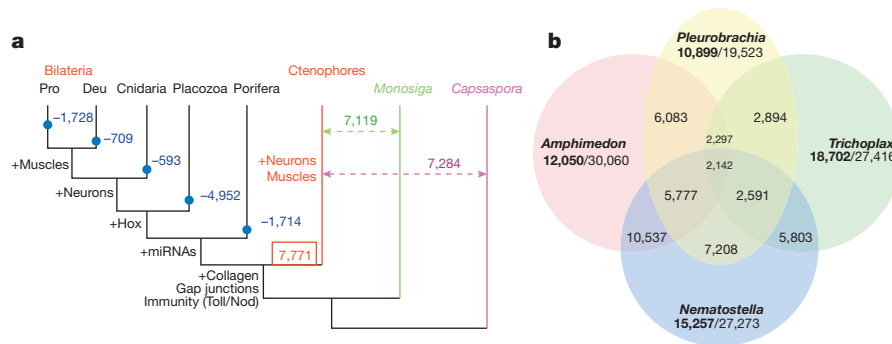 a
Bilateria
Ctenophores
Pro Deu Cnidaria Placozoa Porifera
Monosiga
Capsaspora
–1,728
–709
–593
–4,952
–1,714
7,119
7,284
+Muscles
+Neurons
+Hox
+miRNAs
+Neurons
Muscles
7,771
+Collagen
Gap junctions
Immunity (Toll/Nod)
b
Pleurobrachia
10,899/19,523
Amphimedon
12,050/30,060
Trichoplax
18,702/27,416
6,083
2,894
2,297
2,142
5,777
2,591
10,537
5,803
7,208
Nematostella
15,257/27,273